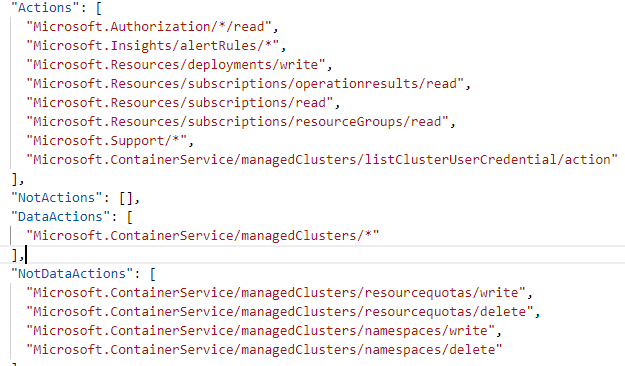 "Actions": [
"Microsoft.Authorization/*/read",
"Microsoft.Insights/alertRules/*",
"Microsoft.Resources/deployments/write",
"Microsoft.Resources/subscriptions/operationresults/read",
"Microsoft.Resources/subscriptions/read",
"Microsoft.Resources/subscriptions/resourceGroups/read",
"Microsoft.Support/*",
"Microsoft.ContainerService/managedClusters/listClusterUserCredential/action"
],
"NotActions": [],
"DataActions": [
"Microsoft.ContainerService/managedClusters/*"
],
"NotDataActions": [
"Microsoft.ContainerService/managedClusters/resourcequotas/write",
"Microsoft.ContainerService/managedClusters/resourcequotas/delete",
"Microsoft.ContainerService/managedClusters/namespaces/write",
"Microsoft.ContainerService/managedClusters/namespaces/delete"